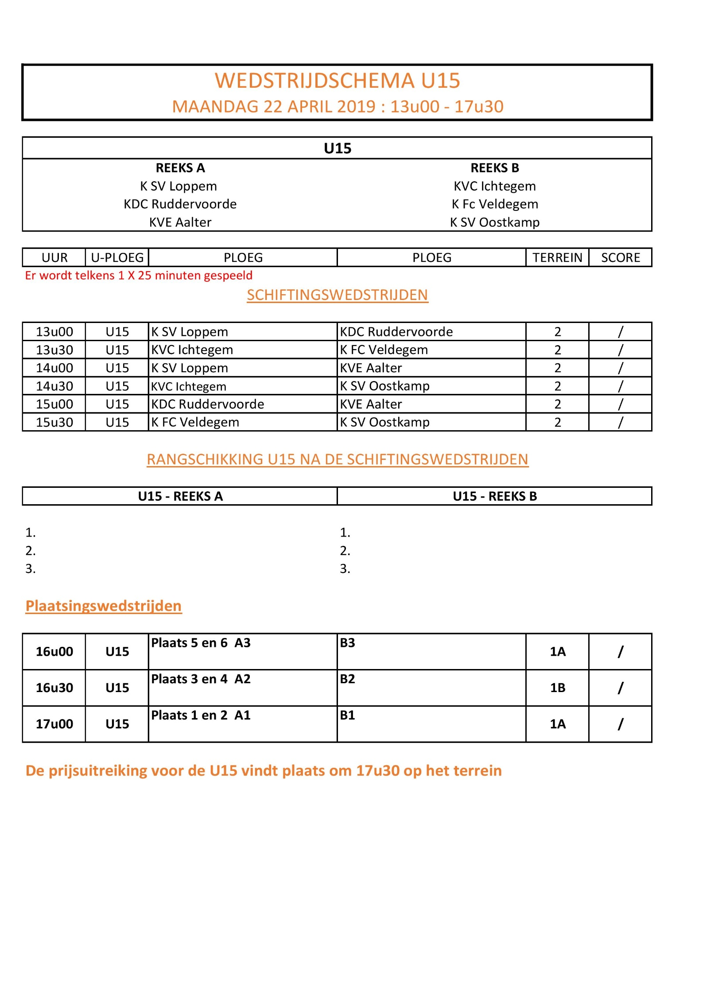 WEDSTRIJDSCHEMA U15
MAANDAG 22 APRIL 2019 : 13u00 - 17u30
U15
REEKS A REEKS B
K SV Loppem KVC Ichtegem
KDC Ruddervoorde K Fc Veldegem
KVE Aalter K SV Oostkamp
UUR U-PLOEG PLOEG PLOEG TERREIN SCORE
Er wordt telkens 1 X 25 minuten gespeeld
SCHIFTINGSWEDSTRIJDEN
13u00 U15 K SV Loppem KDC Ruddervoorde 2 /
13u30 U15 KVC Ichtegem K FC Veldegem 2 /
14u00 U15 K SV Loppem KVE Aalter 2 /
14u30 U15 KVC Ichtegem K SV Oostkamp 2 /
15u00 U15 KDC Ruddervoorde KVE Aalter 2 /
15u30 U15 K FC Veldegem K SV Oostkamp 2 /
RANGSCHIKKING U15 NA DE SCHIFTINGSWEDSTRIJDEN
U15 - REEKS A U15 - REEKS B
1. 1.
2. 2.
3. 3.
Plaatsingswedstrijden
16u00 U15 Plaats 5 en 6 A3 B3 1A /
16u30 U15 Plaats 3 en 4 A2 B2 1B /
17u00 U15 Plaats 1 en 2 A1 B1 1A /
De prijsuitreiking voor de U15 vindt plaats om 17u30 op het terrein